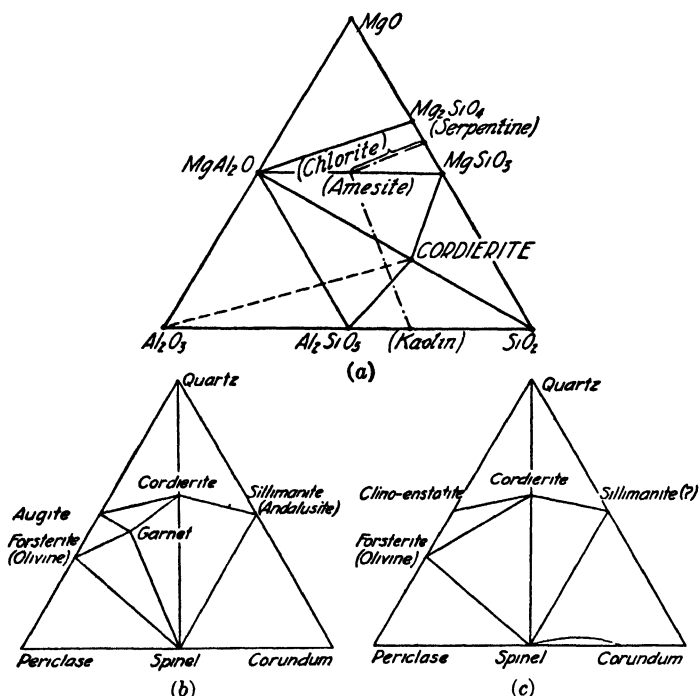 MgO
Mg₂SiO₄
(Serpentine)
MgAl₂O
(Chlorite)
MgSiO₃
(Amesite)
CORDIERITE
Al₂O₃
Al₂SiO₅
(Kaolin)
SiO₂
(a)
Quartz
Cordierite
Sillimanite
(Andalusite)
Augite
Garnet
Forsterite
(Olivine)
Periclase
Spinel
Corundum
(b)
Quartz
Cordierite
Clino-enstatite
Sillimanite(?)
Forsterite
(Olivine)
Periclase
Spinel
Corundum
(c)